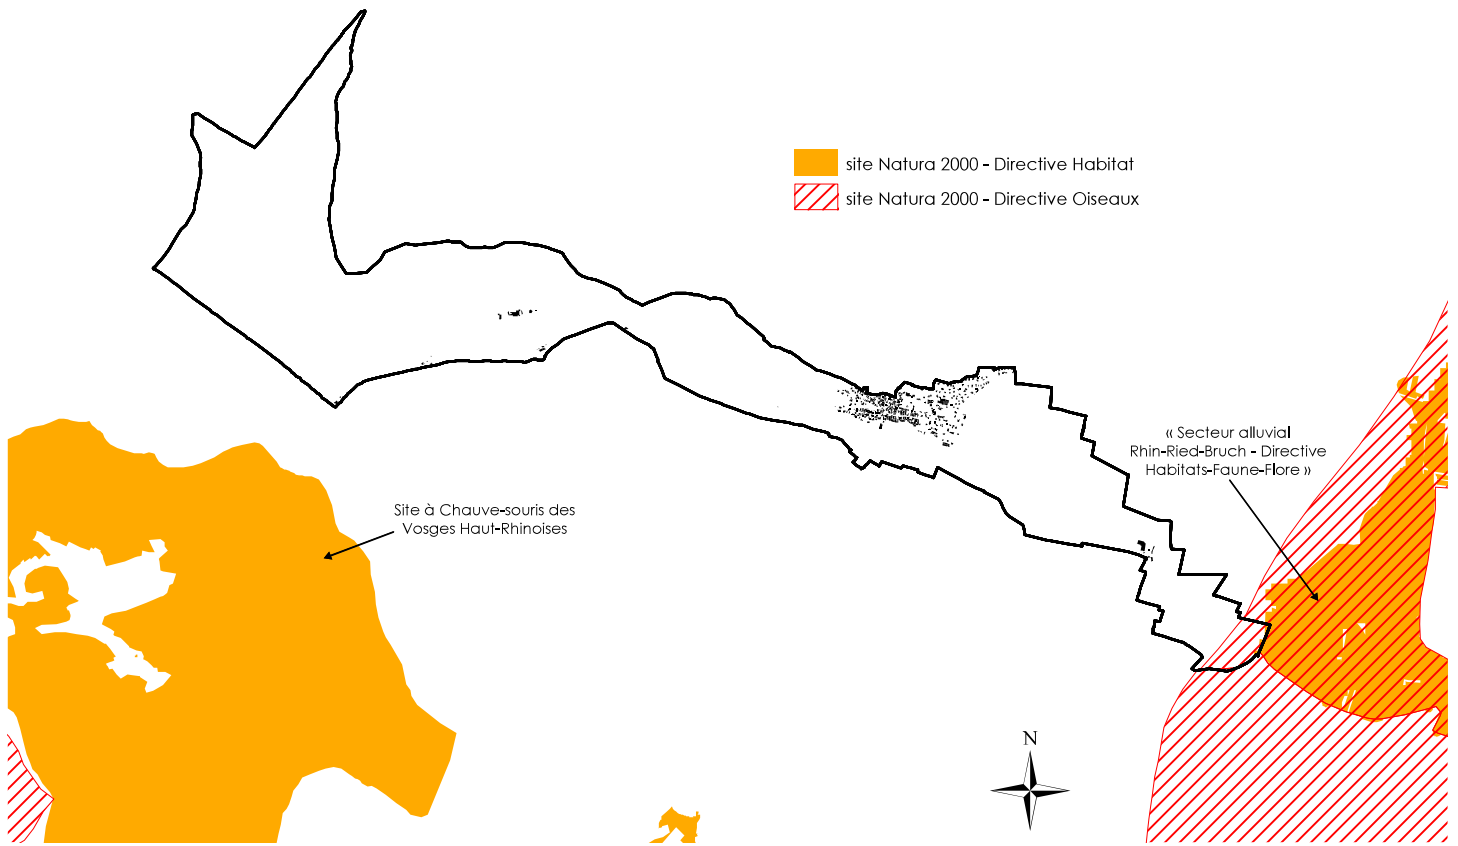 site Natura 2000 - Directive Habitat
site Natura 2000 - Directive Oiseaux
« Secteur alluvial
Rhin-Ried-Bruch - Directive
Habitats-Faune-Flore »
Site à Chauve-souris des
Vosges Haut-Rhinoises
N